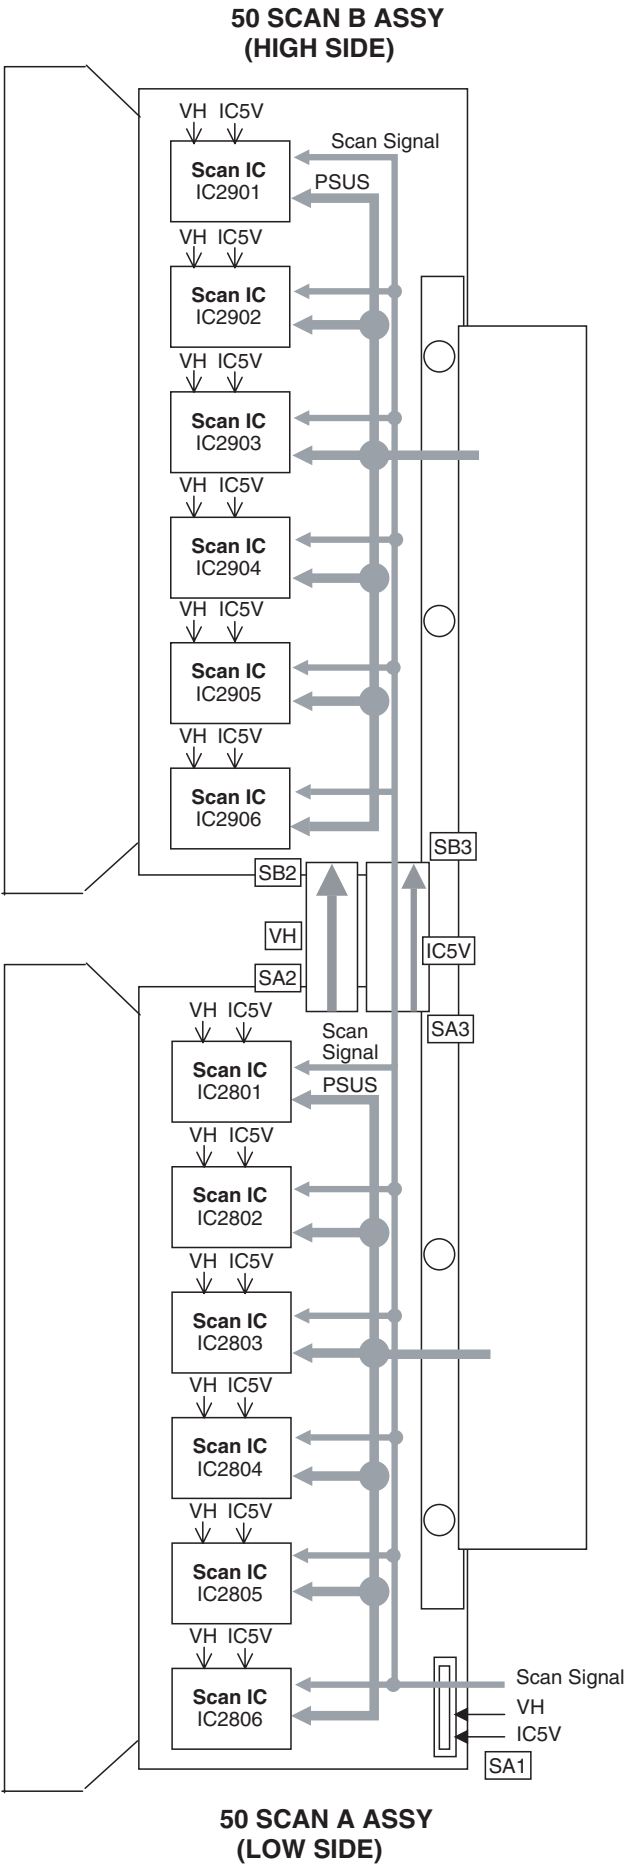 50 SCAN B ASSY
(HIGH SIDE)
VH IC5V
Scan Signal
Scan IC
IC2901
PSUS
VH IC5V
Scan IC
IC2902
VH IC5V
Scan IC
IC2903
VH IC5V
Scan IC
IC2904
VH IC5V
Scan IC
IC2905
VH IC5V
Scan IC
IC2906
SB3
SB2
VH
IC5V
SA2
SA3
VH IC5V
Scan
Signal
Scan IC
IC2801
PSUS
VH IC5V
Scan IC
IC2802
VH IC5V
Scan IC
IC2803
VH IC5V
Scan IC
IC2804
VH IC5V
Scan IC
IC2805
VH IC5V
Scan IC
IC2806
Scan Signal
VH
IC5V
SA1
50 SCAN A ASSY
(LOW SIDE)